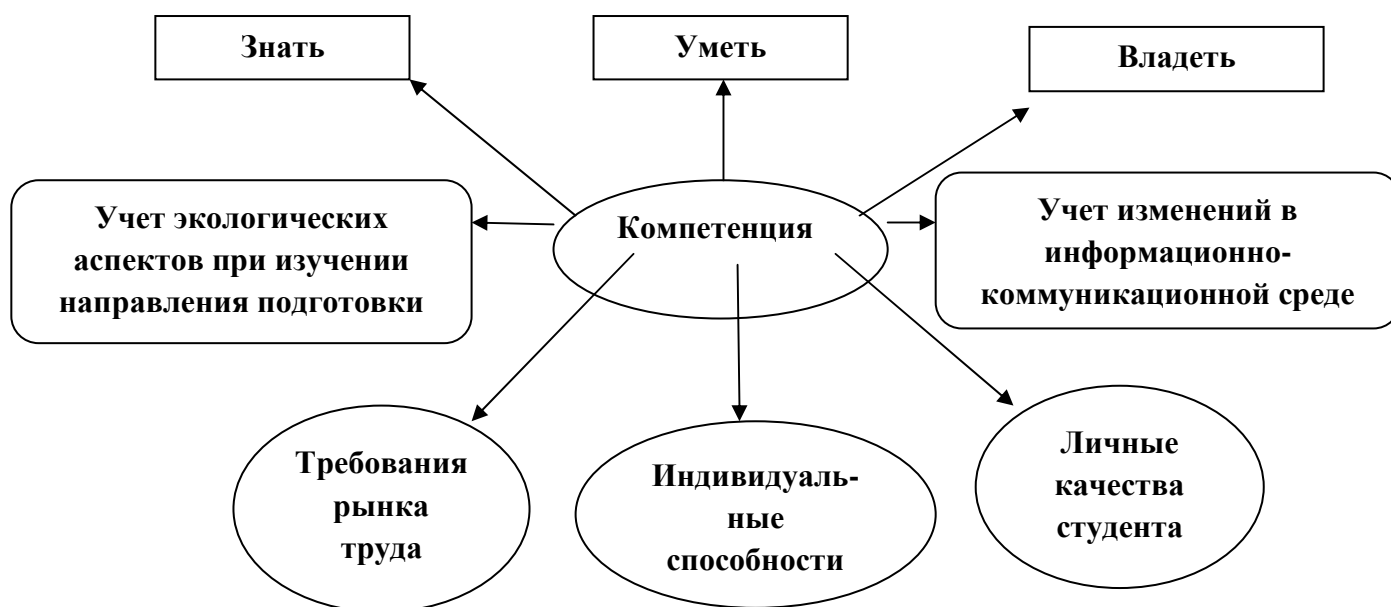 Знать
Уметь
Владеть
Учет экологических
аспектов при изучении
направления подготовки
Компетенция
Учет изменений в
информационно-
коммуникационной среде
Требования
рынка
труда
Индивидуаль-
ные
способности
Личные
качества
студента